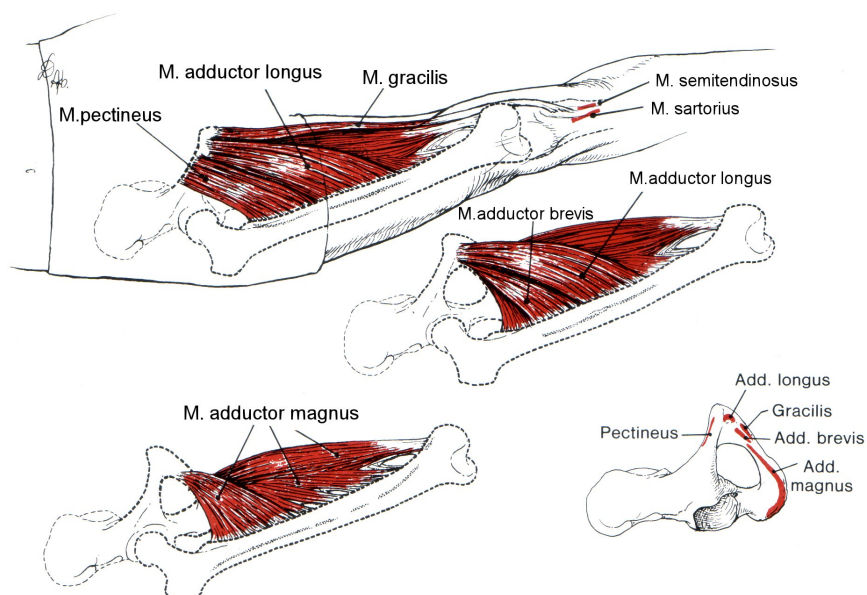 M. adductor longus
M. gracilis
M.pectineus
M. semitendinosus
M. sartorius
M.adductor longus
M.adductor brevis
M. adductor magnus
Add. longus
Gracilis
Pectineus
Add. brevis
Add.
magnus